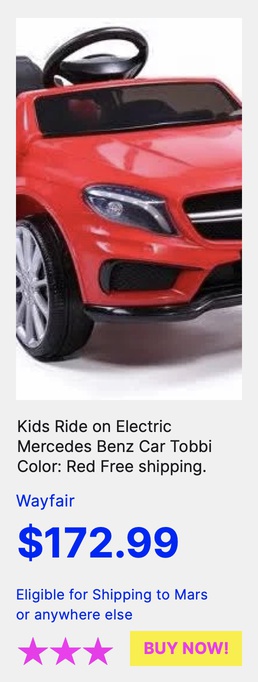 Kids Ride on Electric
Mercedes Benz Car Tobbi
Color: Red Free shipping.
Wayfair
$172.99
Eligible for Shipping to Mars
or anywhere else
BUY NOW!